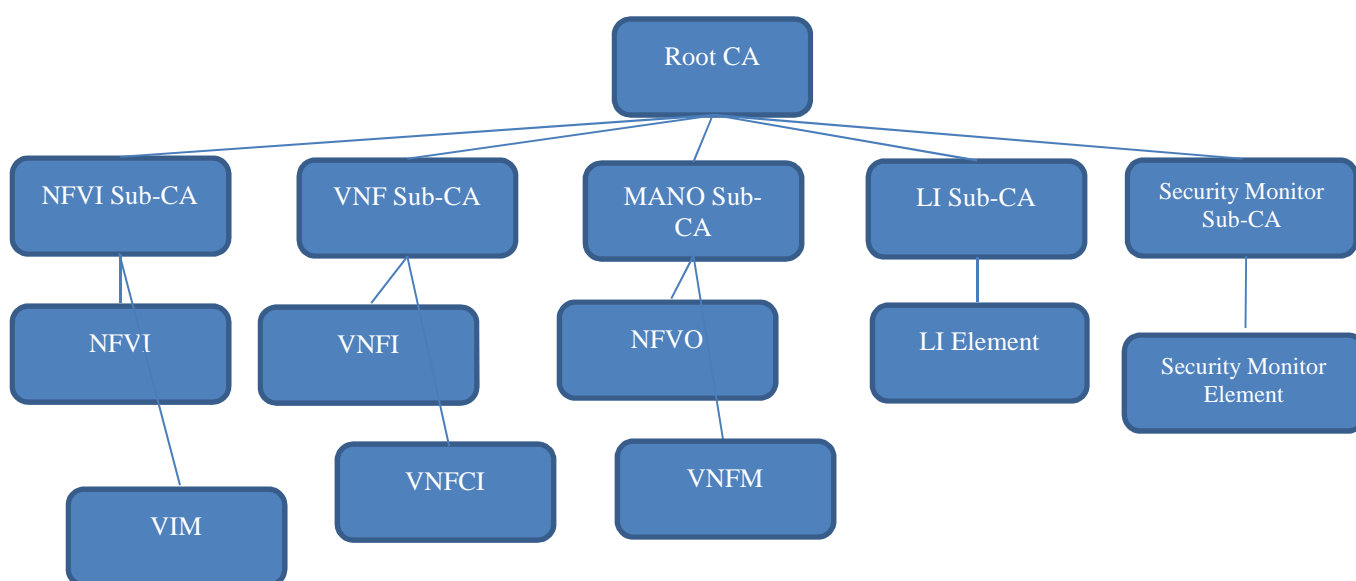 Root CA
NFVI Sub-CA
VNF Sub-CA
MANO Sub-
CA
LI Sub-CA
Security Monitor
Sub-CA
NFVI
VNFI
NFVO
LI Element
Security Monitor
Element
VNFCI
VNFM
VIM